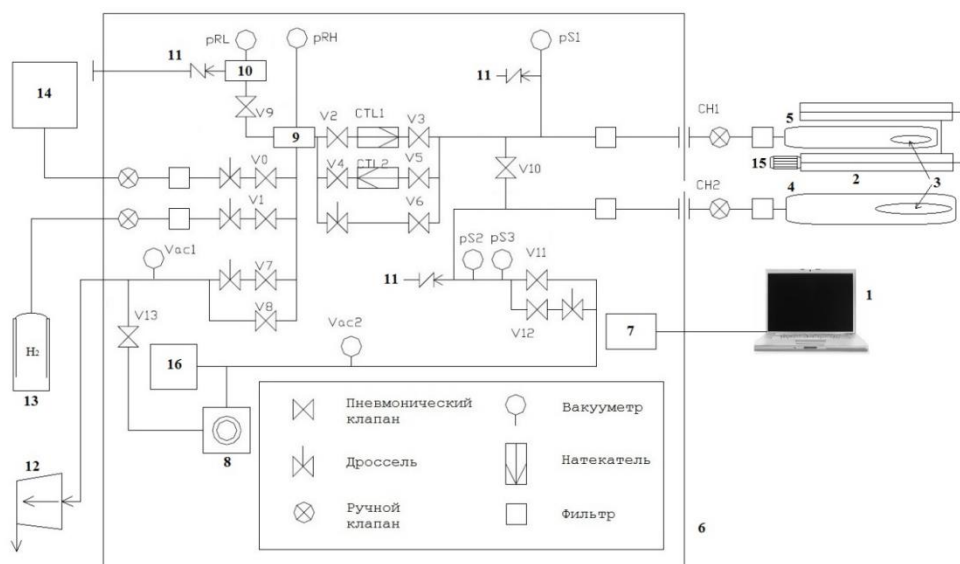 pRL
pRH
pS1
11
14
10
11
V9
V2
CTL1
V3
CH1
5
9
V0
V4
CTL2
V5
V10
15
2
3
V1
V6
CH2
4
pS2
pS3
V11
Vac1
V7
11
V8
1
V13
V12
7
Vac2
H₂
16
13
8
12
6
Пневмонический
клапан
Вакууметр
Дроссель
Натекатель
Ручной
клапан
Фильтр